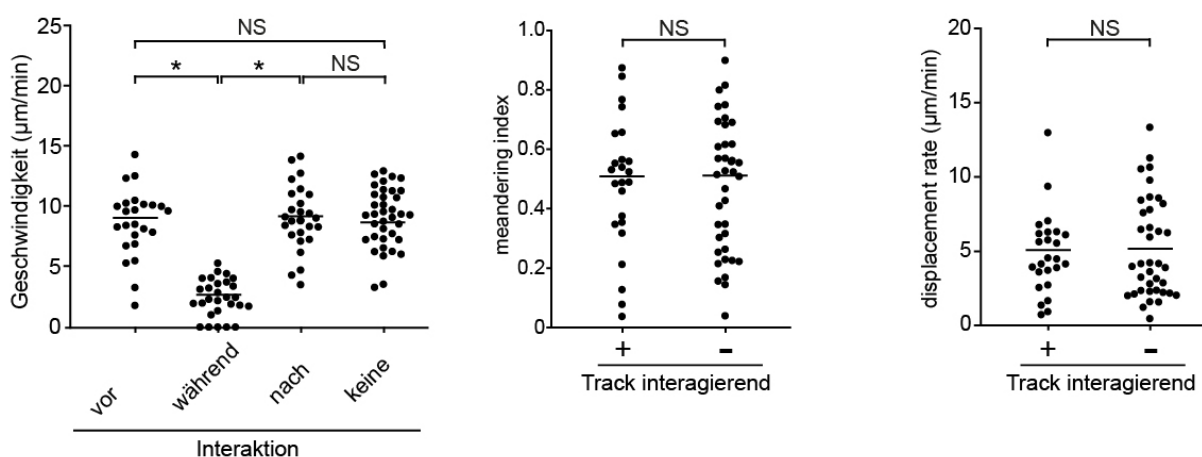 Geschwindigkeit (µm/min)
25
20
15
10
5
0
NS
*
*
NS
vor
während
nach
keine
Interaktion
meandering index
1.0
0.8
0.6
0.4
0.2
0
NS
+
-
Track interagierend
displacement rate (µm/min)
20
15
10
5
0
NS
+
-
Track interagierend